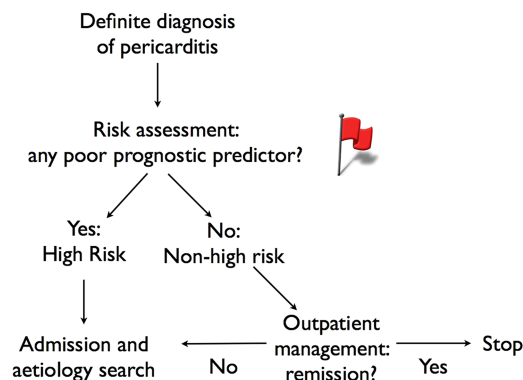 Definite diagnosis
of pericarditis
Risk assessment:
any poor prognostic predictor?
Yes:
High Risk
No:
Non-high risk
Admission and
aetiology search
No
Outpatient
management:
remission?
Yes
Stop